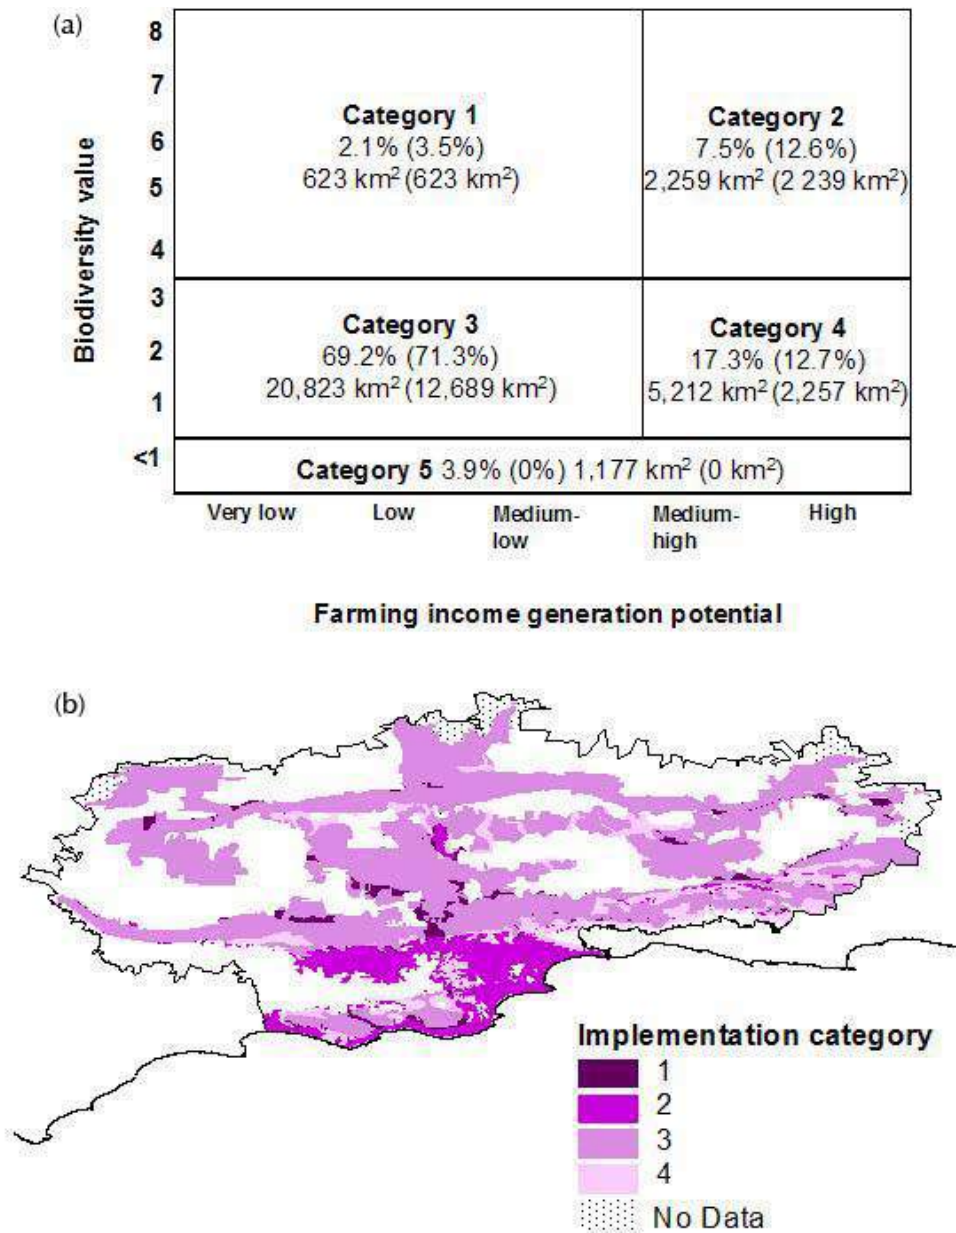 (a)
8
7
6
5
4
3
2
1
<1
Biodiversity value
Category 1
2.1% (3.5%)
623 km² (623 km²)
Category 2
7.5% (12.6%)
2,259 km² (2 239 km²)
Category 3
69.2% (71.3%)
20,823 km² (12,689 km²)
Category 4
17.3% (12.7%)
5,212 km² (2,257 km²)
Category 5 3.9% (0%) 1,177 km² (0 km²)
Very low
Low
Medium-
low
Medium-
high
High
Farming income generation potential
(b)
Implementation category
1
2
3
4
No Data